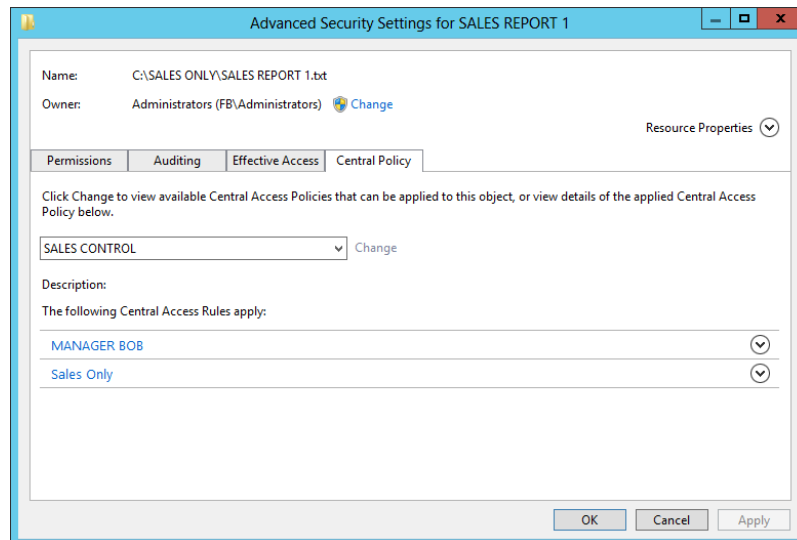 Advanced Security Settings for SALES REPORT 1
Name: C:\SALES ONLY\SALES REPORT 1.txt
Owner: Administrators (FB\Administrators) Change
Resource Properties
Permissions Auditing Effective Access Central Policy
Click Change to view available Central Access Policies that can be applied to this object, or view details of the applied Central Access
Policy below.
SALES CONTROL Change
Description:
The following Central Access Rules apply:
MANAGER BOB
Sales Only
OK Cancel Apply